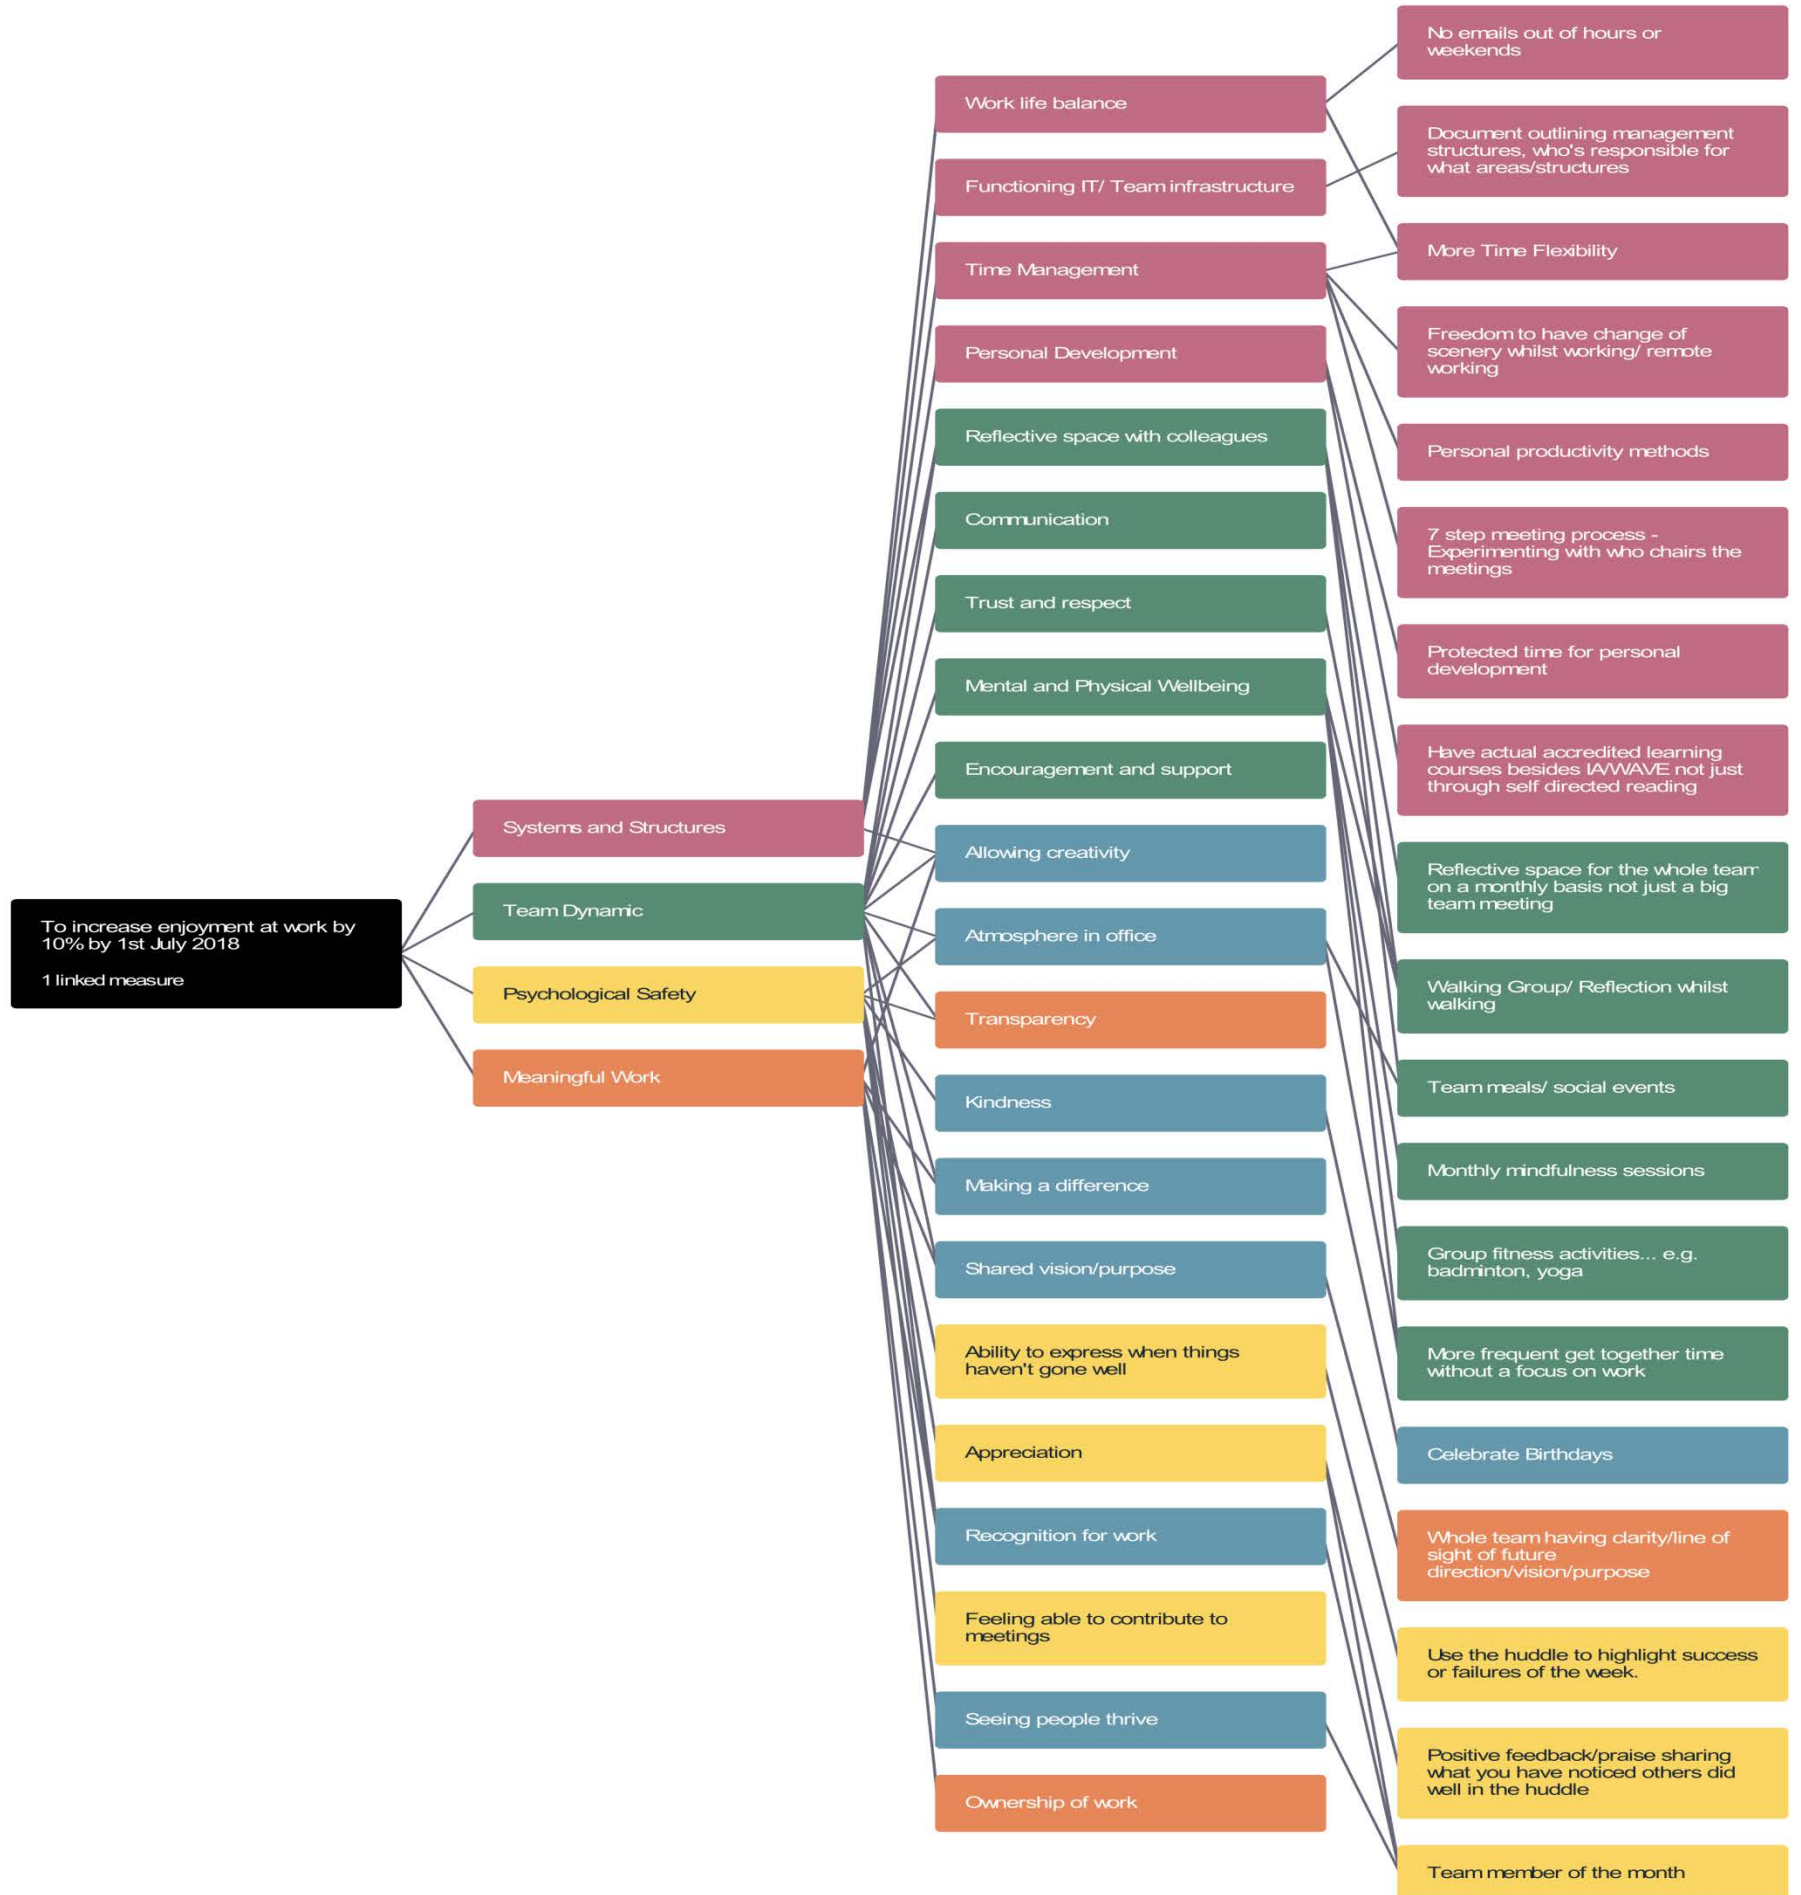 To increase enjoyment at work by
10% by 1st July 2018
1 linked measure
Systems and Structures
Team Dynamic
Psychological Safety
Meaningful Work
Work life balance
Functioning IT/ Team infrastructure
Time Management
Personal Development
Reflective space with colleagues
Communication
Trust and respect
Mental and Physical Wellbeing
Encouragement and support
Allowing creativity
Atmosphere in office
Transparency
Kindness
Making a difference
Shared vision/purpose
Ability to express when things
haven't gone well
Appreciation
Recognition for work
Feeling able to contribute to
meetings
Seeing people thrive
Ownership of work
No emails out of hours or
weekends
Document outlining management
structures, who's responsible for
what areas/structures
More Time Flexibility
Freedom to have change of
scenery whilst working/ remote
working
Personal productivity methods
7 step meeting process -
Experimenting with who chairs the
meetings
Protected time for personal
development
Have actual accredited learning
courses besides IA/WAVE not just
through self directed reading
Reflective space for the whole team
on a monthly basis not just a big
team meeting
Walking Group/ Reflection whilst
walking
Team meals/ social events
Monthly mindfulness sessions
Group fitness activities... e.g.
badminton, yoga
More frequent get together time
without a focus on work
Celebrate Birthdays
Whole team having clarity/line of
sight of future
direction/vision/purpose
Use the huddle to highlight success
or failures of the week.
Positive feedback/praise sharing
what you have noticed others did
well in the huddle
Team member of the month